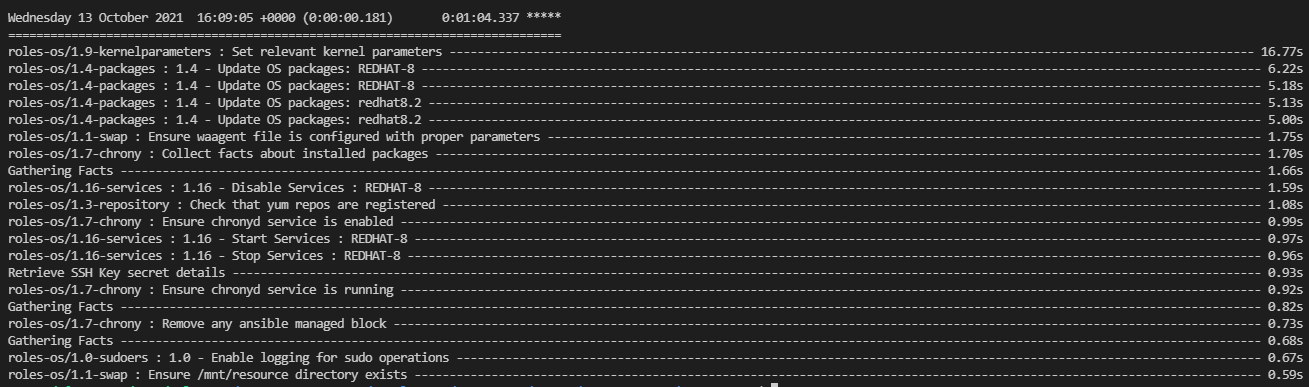 Wednesday 13 October 2021  16:09:05 +0000 (0:00:00.181)       0:01:04.337 *****
===============================================================================
roles-os/1.9-kernelparameters : Set relevant kernel parameters ------------------------------------------------------------------------------------------------------------------- 16.77s
roles-os/1.4-packages : 1.4 - Update OS packages: REDHAT-8 ------------------------------------------------------------------------------------------------------------------------ 6.22s
roles-os/1.4-packages : 1.4 - Update OS packages: REDHAT-8 ------------------------------------------------------------------------------------------------------------------------ 5.18s
roles-os/1.4-packages : 1.4 - Update OS packages: redhat8.2 ----------------------------------------------------------------------------------------------------------------------- 5.13s
roles-os/1.4-packages : 1.4 - Update OS packages: redhat8.2 ----------------------------------------------------------------------------------------------------------------------- 5.00s
roles-os/1.1-swap : Ensure waagent file is configured with proper parameters ------------------------------------------------------------------------------------------------------ 1.75s
roles-os/1.7-chrony : Collect facts about installed packages ---------------------------------------------------------------------------------------------------------------------- 1.70s
Gathering Facts ------------------------------------------------------------------------------------------------------------------------------------------------------------------- 1.66s
roles-os/1.16-services : 1.16 - Disable Services : REDHAT-8 ----------------------------------------------------------------------------------------------------------------------- 1.59s
roles-os/1.3-repository : Check that yum repos are registered --------------------------------------------------------------------------------------------------------------------- 1.08s
roles-os/1.7-chrony : Ensure chronyd service is enabled --------------------------------------------------------------------------------------------------------------------------- 0.99s
roles-os/1.16-services : 1.16 - Start Services : REDHAT-8 ------------------------------------------------------------------------------------------------------------------------- 0.97s
roles-os/1.16-services : 1.16 - Stop Services : REDHAT-8 -------------------------------------------------------------------------------------------------------------------------- 0.96s
Retrieve SSH Key secret details --------------------------------------------------------------------------------------------------------------------------------------------------- 0.93s
roles-os/1.7-chrony : Ensure chronyd service is running --------------------------------------------------------------------------------------------------------------------------- 0.92s
Gathering Facts ------------------------------------------------------------------------------------------------------------------------------------------------------------------- 0.82s
roles-os/1.7-chrony : Remove any ansible managed block ---------------------------------------------------------------------------------------------------------------------------- 0.73s
Gathering Facts ------------------------------------------------------------------------------------------------------------------------------------------------------------------- 0.68s
roles-os/1.0-sudoers : 1.0 - Enable logging for sudo operations ------------------------------------------------------------------------------------------------------------------- 0.67s
roles-os/1.1-swap : Ensure /mnt/resource directory exists ------------------------------------------------------------------------------------------------------------------------- 0.59s